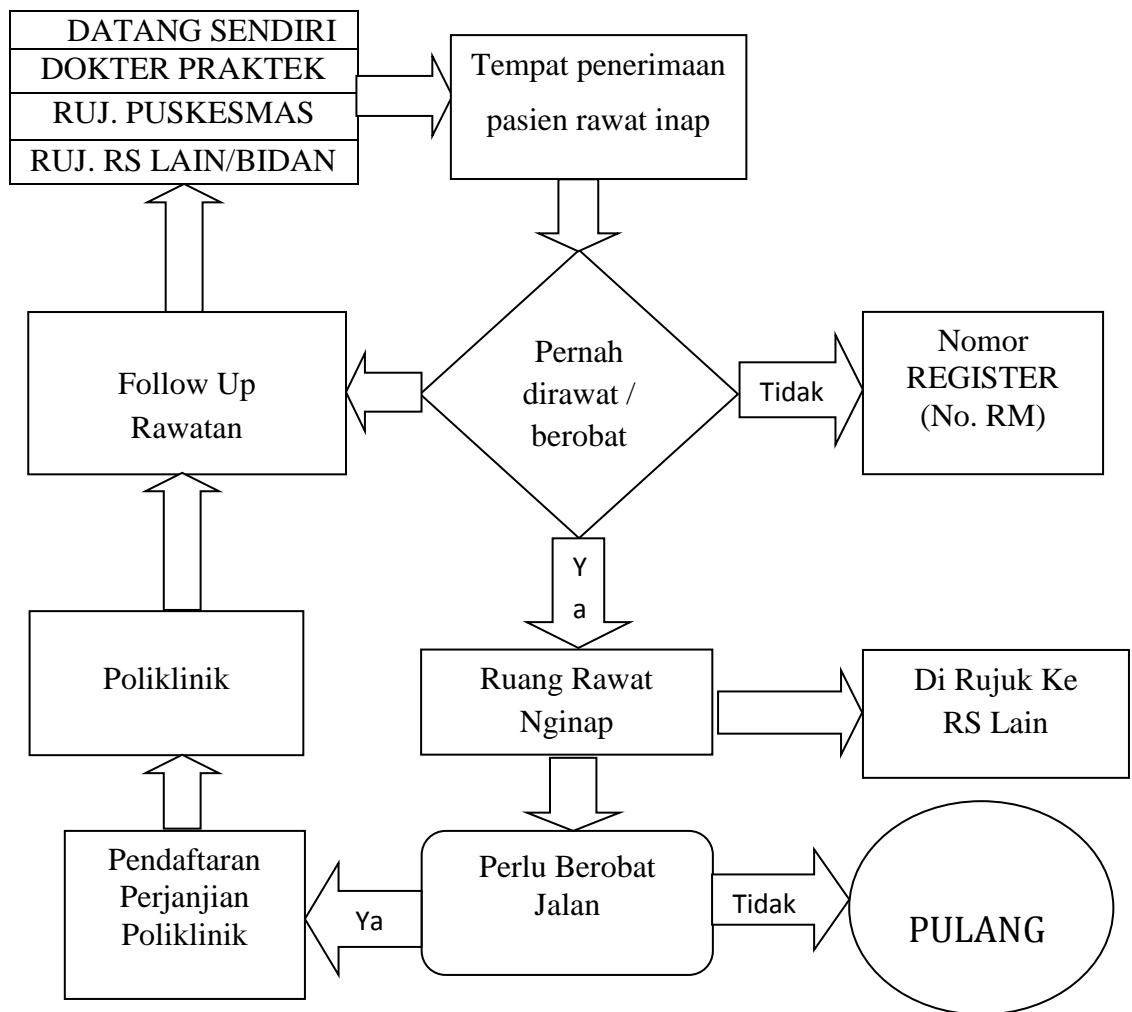 DATANG SENDIRI
DOKTER PRAKTEK
RUJ. PUSKESMAS
RUJ. RS LAIN/BIDAN
Tempat penerimaan
pasien rawat inap
Follow Up
Rawatan
Pernah
dirawat /
berobat
Tidak
Nomor
REGISTER
(No. RM)
Y
a
Poliklinik
Ruang Rawat
Nginap
Di Rujuk Ke
RS Lain
Pendaftaran
Perjanjian
Poliklinik
Ya
Perlu Berobat
Jalan
Tidak
PULANG